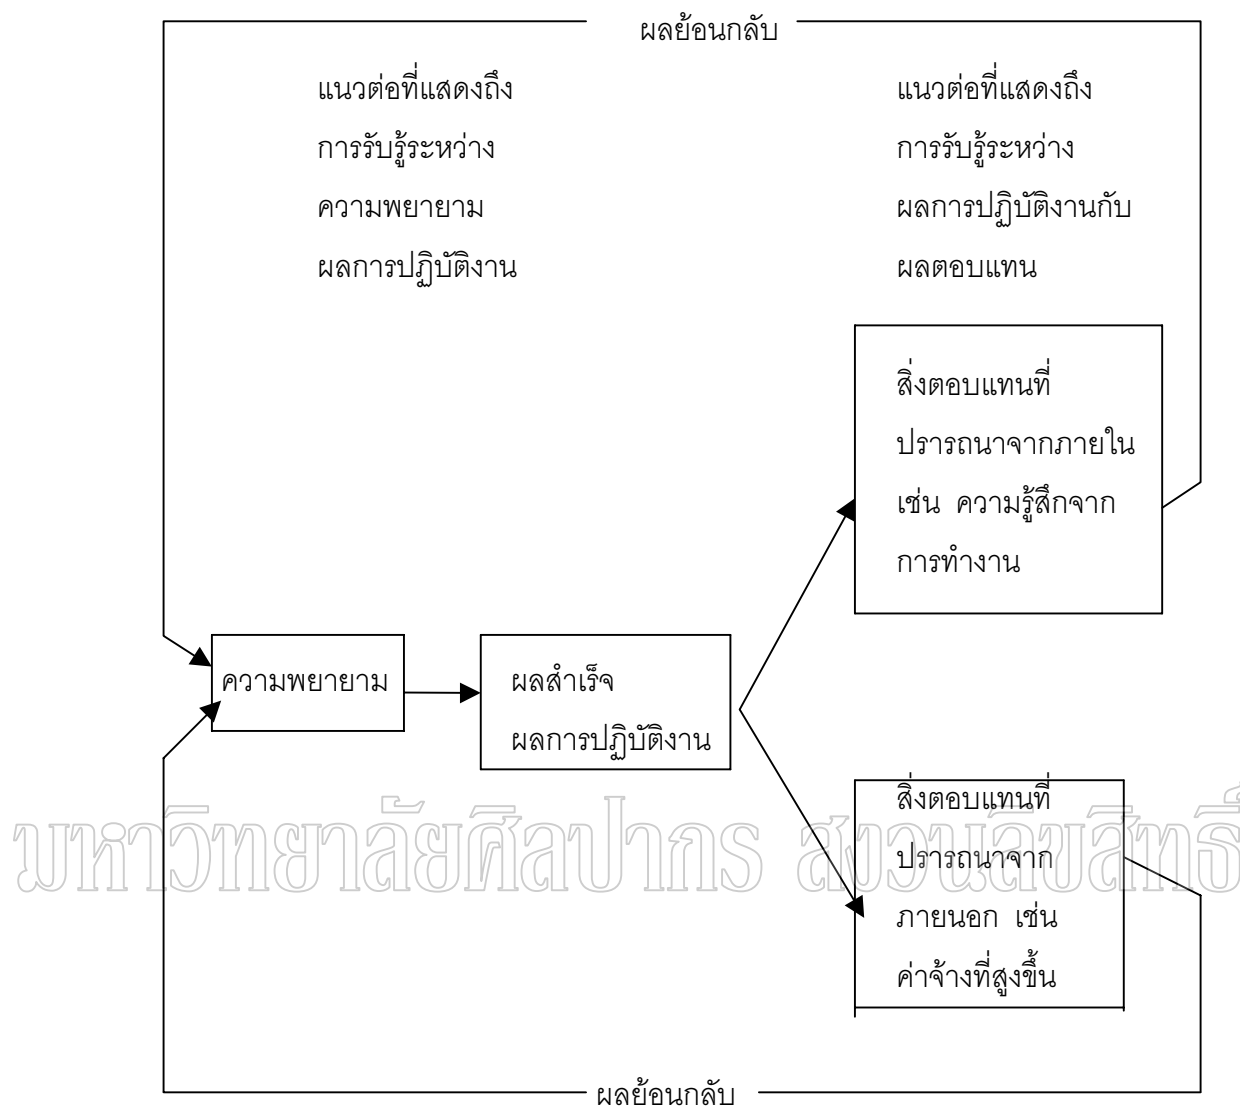 ผลย้อนกลับ
แนวต่อที่แสดงถึง
การรับรู้ระหว่าง
ความพยายาม
ผลการปฏิบัติงาน
แนวต่อที่แสดงถึง
การรับรู้ระหว่าง
ผลการปฏิบัติงานกับ
ผลตอบแทน
สิ่งตอบแทนที่
ปรารถนาจากภายใน
เช่น ความรู้สึกจาก
การทำงาน
ความพยายาม
ผลสำเร็จ
ผลการปฏิบัติงาน
สิ่งตอบแทนที่
ปรารถนาจาก
ภายนอก เช่น
ค่าจ้างที่สูงขึ้น
มหาวิทยาลัยศิลปากร สงวนลิขสิทธิ์
ผลย้อนกลับ